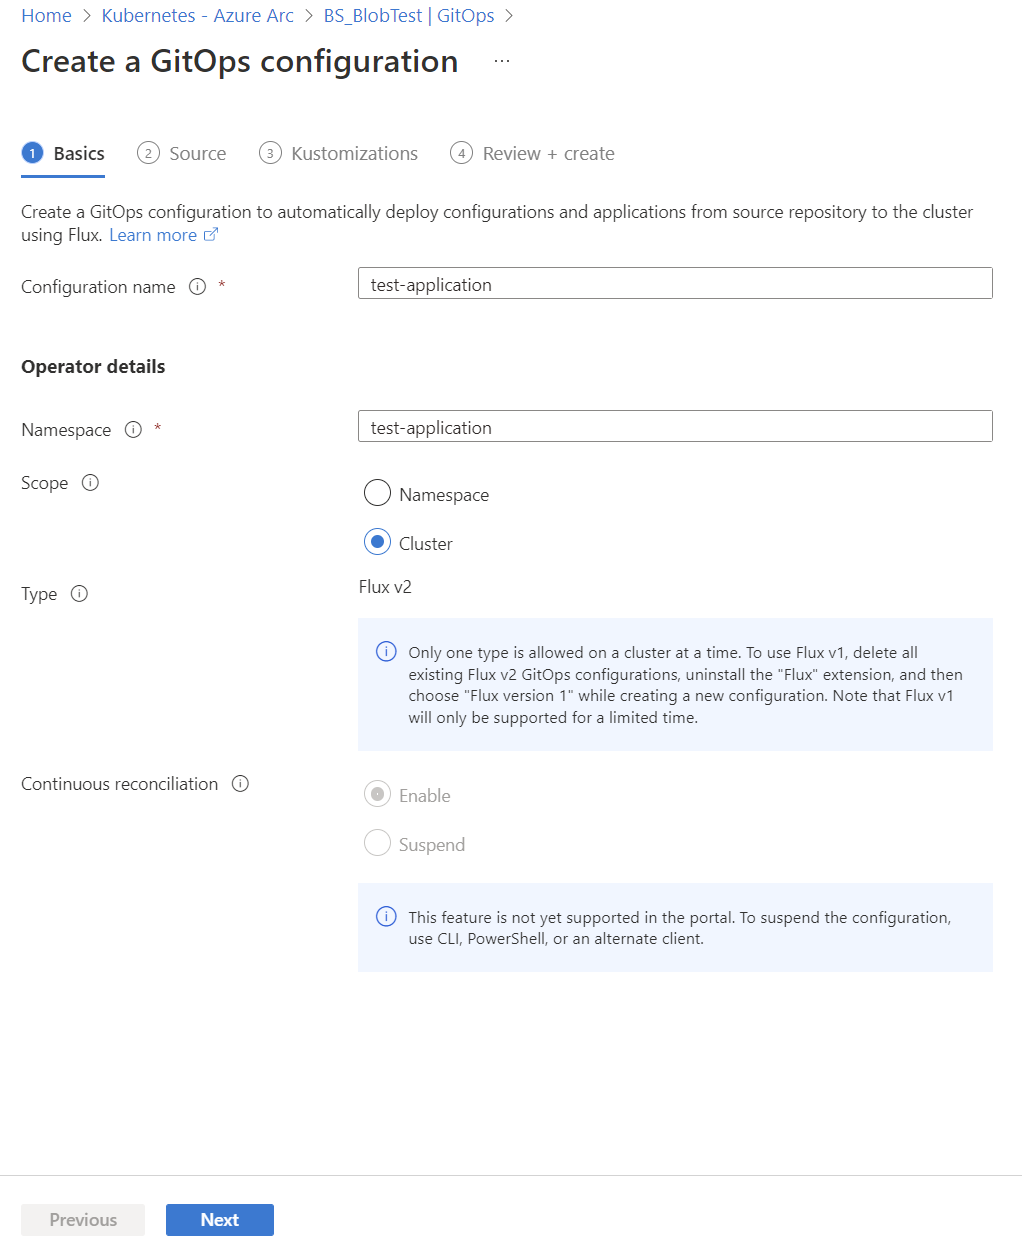 Home > Kubernetes - Azure Arc > BS_BlobTest | GitOps >
Create a GitOps configuration ...
1 Basics 2 Source 3 Kustomizations 4 Review + create
Create a GitOps configuration to automatically deploy configurations and applications from source repository to the cluster
using Flux. Learn more
Configuration name * test-application
Operator details
Namespace * test-application
Scope
Namespace
Cluster
Type
Flux v2
Only one type is allowed on a cluster at a time. To use Flux v1, delete all
existing Flux v2 GitOps configurations, uninstall the "Flux" extension, and then
choose "Flux version 1" while creating a new configuration. Note that Flux v1
will only be supported for a limited time.
Continuous reconciliation
Enable
Suspend
This feature is not yet supported in the portal. To suspend the configuration,
use CLI, PowerShell, or an alternate client.
Previous Next